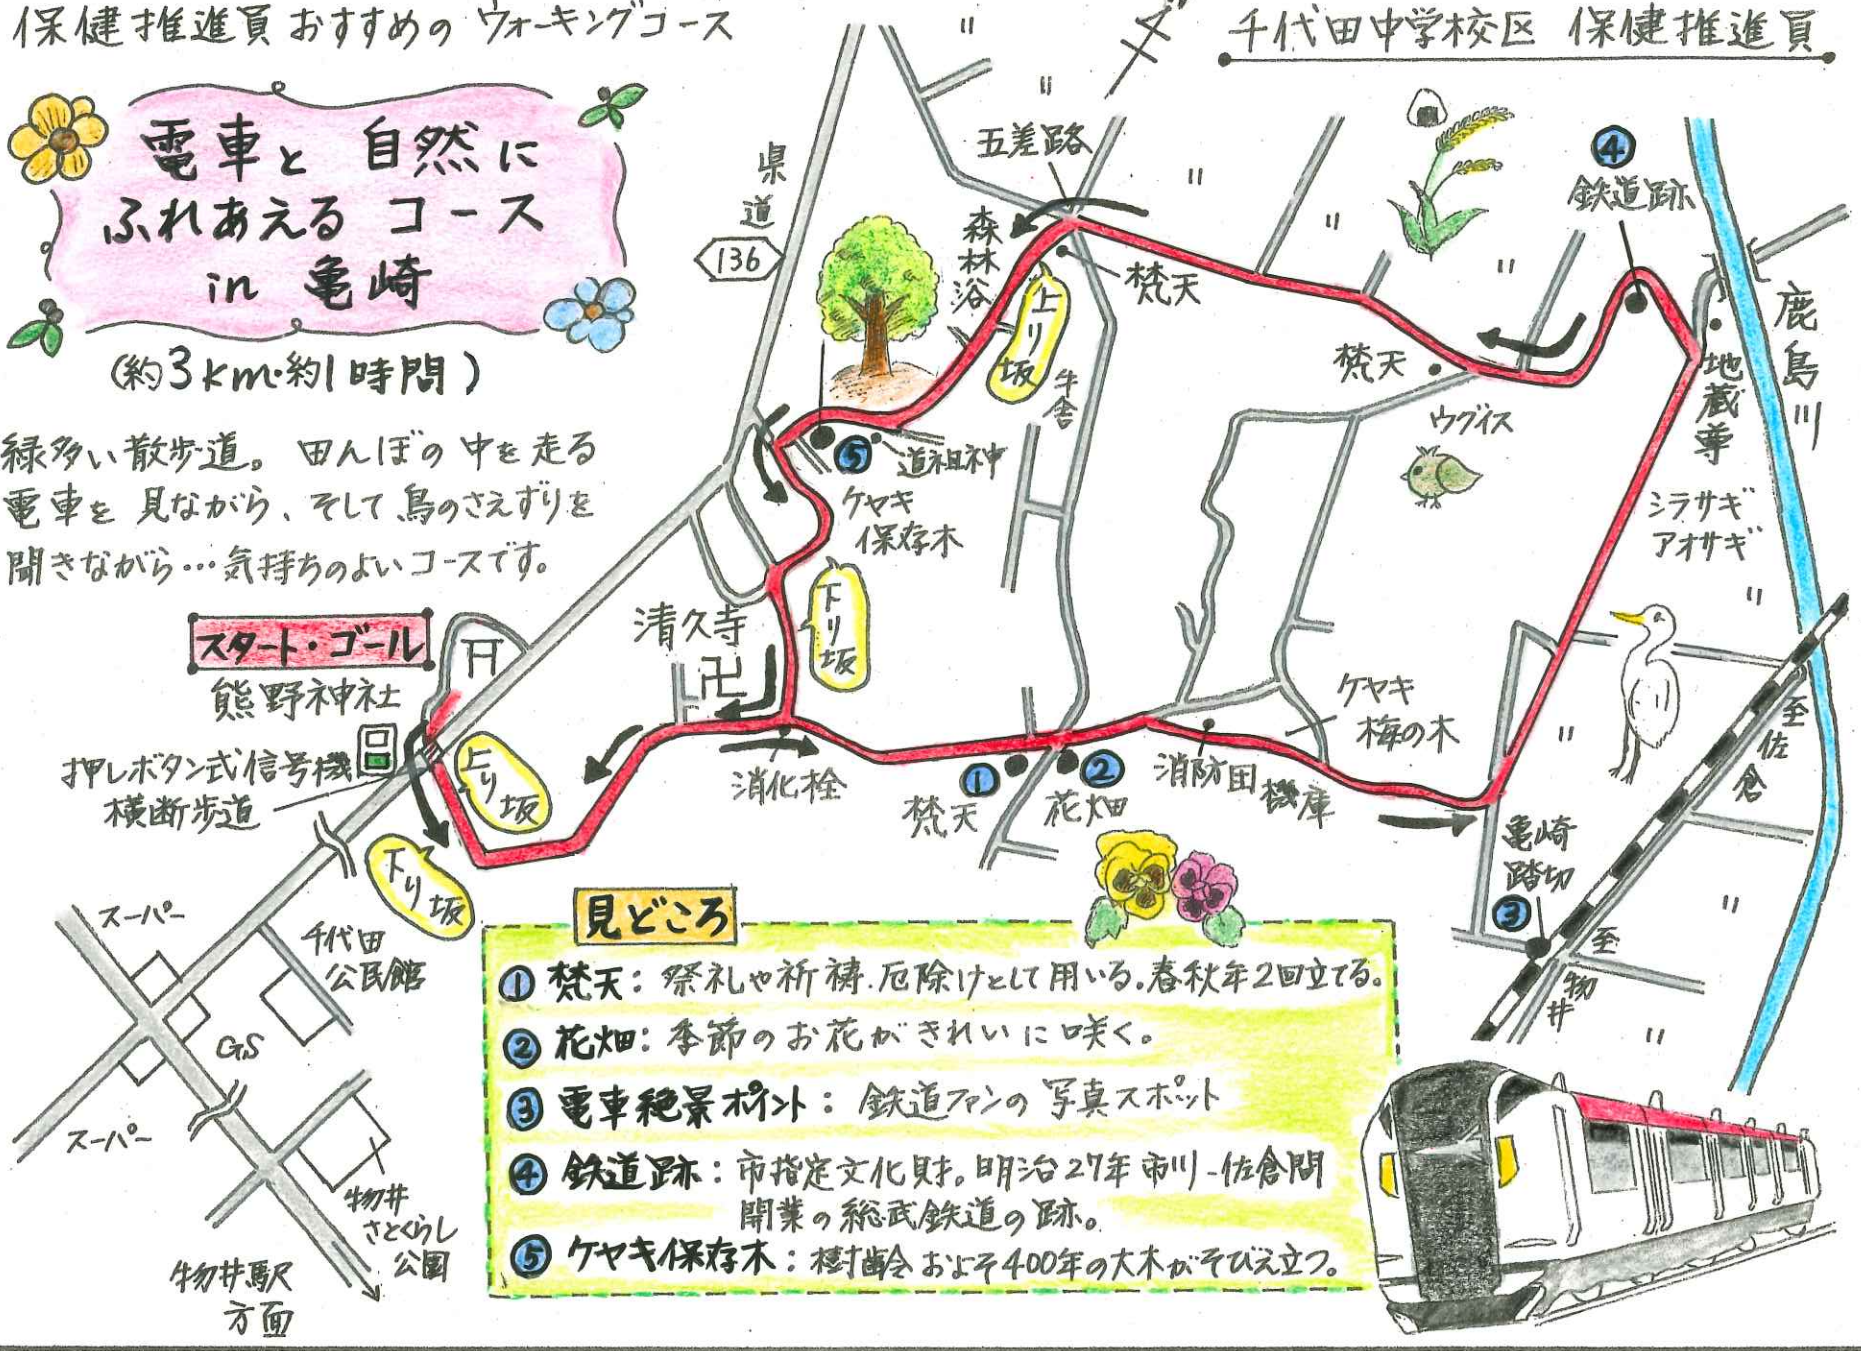 保健推進員おすすめの ウォーキングコース
千代田中学校区 保健推進員
電車と 自然に
ふれあえる コース
in 亀崎
(約3km・約1時間)
緑多い散歩道。 田んぼの中を走る
電車を 見ながら、そして鳥のさえずりを
聞きながら…気持ちのよいコースです。
スタート・ゴール
熊野神社
押しボタン式信号機
横断歩道
県道
136
五差路
森林浴
梵天
上り坂
牛舎
④
鉄道跡
鹿島川
地蔵尊
梵天
ウグイス
シラサギ
アオサギ
⑤
道祖神
ケヤキ
保存木
下り坂
清久寺
卍
消化栓
上り坂
下り坂
①
梵天
②
花畑
消防団
機庫
ケヤキ
梅の木
至佐倉
亀崎
踏切
③
至物井
スーパー
千代田
公民館
GS
スーパー
物井
さとくらし
公園
物井駅
方面
見どころ
① 梵天：祭礼や祈祷.厄除けとして用いる。春秋年2回立てる。
② 花畑：季節のお花がきれいに咲く。
③ 電車絶景ポイント：鉄道ファンの写真スポット
④ 鉄道跡：市指定文化財。明治27年市川-佐倉間
開業の総武鉄道の跡。
⑤ ケヤキ保存木：樹齢およそ400年の大木がそびえ立つ。